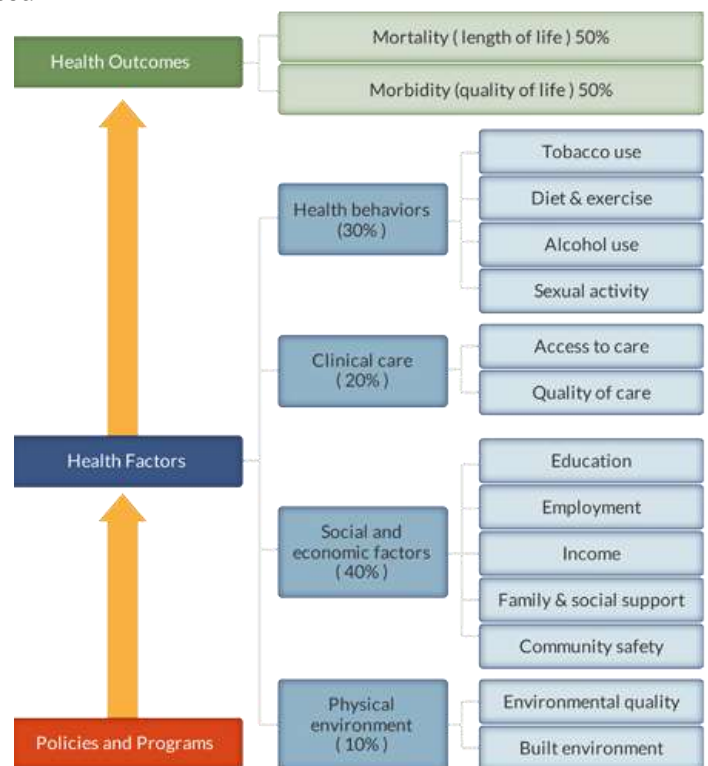 Health Outcomes
Mortality ( length of life ) 50%
Morbidity (quality of life ) 50%
Health Factors
Health behaviors
(30% )
Tobacco use
Diet & exercise
Alcohol use
Sexual activity
Clinical care
( 20% )
Access to care
Quality of care
Social and
economic factors
( 40% )
Education
Employment
Income
Family & social support
Community safety
Physical
environment
( 10% )
Environmental quality
Built environment
Policies and Programs